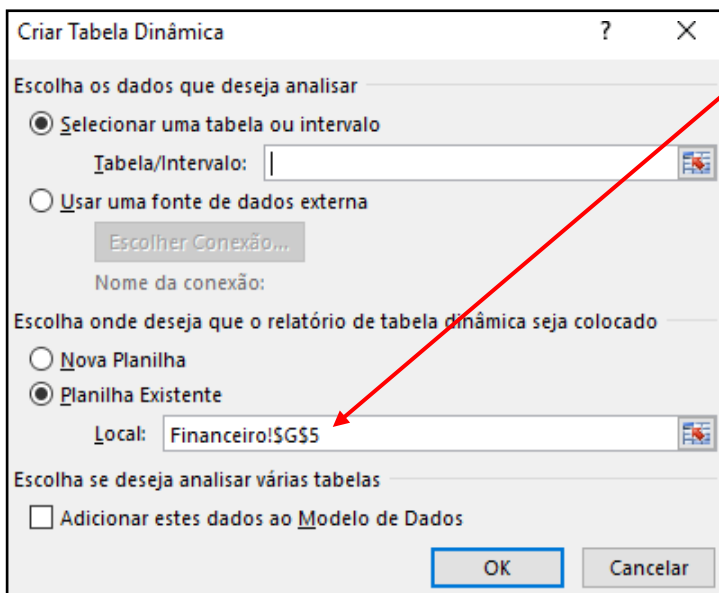 Criar Tabela Dinâmica ? X
Escolha os dados que deseja analisar
Selecionar uma tabela ou intervalo
Tabela/Intervalo:
Usar uma fonte de dados externa
Escolher Conexão...
Nome da conexão:
Escolha onde deseja que o relatório de tabela dinâmica seja colocado
Nova Planilha
Planilha Existente
Local: Financeiro!$G$5
Escolha se deseja analisar várias tabelas
Adicionar estes dados ao Modelo de Dados
OK Cancelar